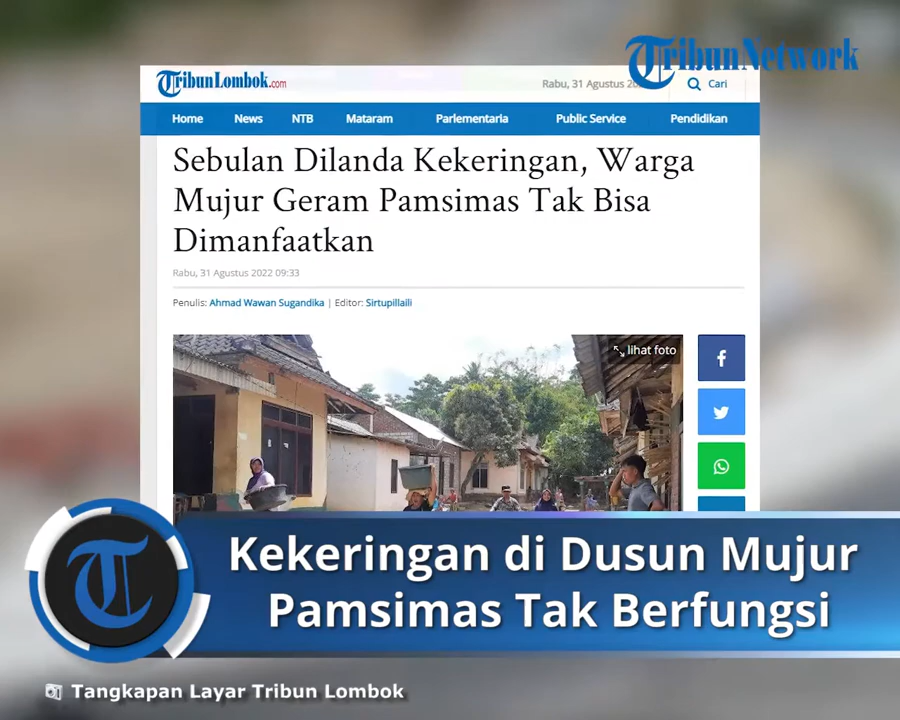 TribunNetwork
TribunLombok.com
Rabu, 31 Agustus 20
Cari
Home News NTB Mataram Parlementaria Public Service Pendidikan
Sebulan Dilanda Kekeringan, Warga
Mujur Geram Pamsimas Tak Bisa
Dimanfaatkan
Rabu, 31 Agustus 2022 09:33
Penulis: Ahmad Wawan Sugandika | Editor: Sirtupillaili
lihat foto
Kekeringan di Dusun Mujur
Pamsimas Tak Berfungsi
Tangkapan Layar Tribun Lombok